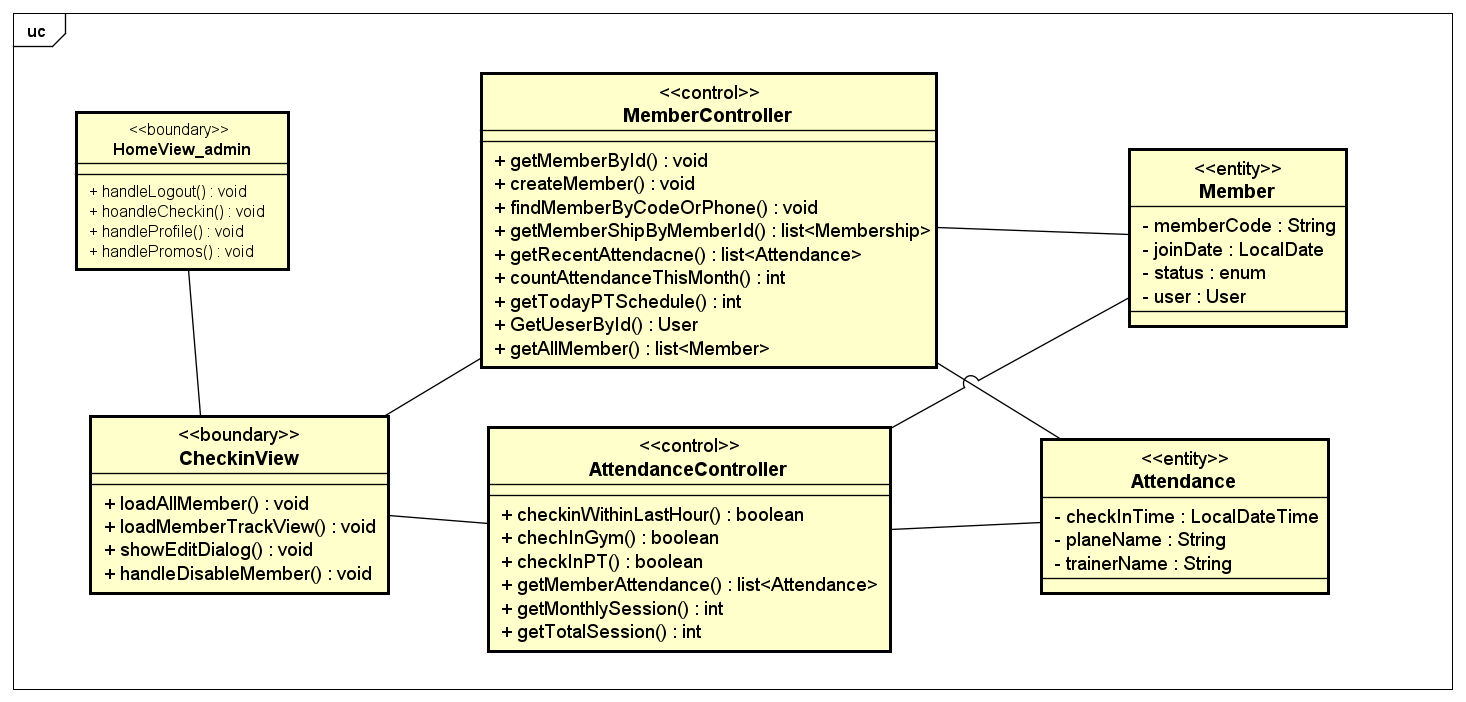 uc
<<boundary>>
HomeView_admin
+ handleLogout() : void
+ hoandleCheckin() : void
+ handleProfile() : void
+ handlePromos() : void
<<control>>
MemberController
+ getMemberById() : void
+ createMember() : void
+ findMemberByCodeOrPhone() : void
+ getMemberShipByMemberId() : list<Membership>
+ getRecentAttendacne() : list<Attendance>
+ countAttendanceThisMonth() : int
+ getTodayPTSchedule() : int
+ GetUeserById() : User
+ getAllMember() : list<Member>
<<entity>>
Member
- memberCode : String
- joinDate : LocalDate
- status : enum
- user : User
<<boundary>>
CheckinView
+ loadAllMember() : void
+ loadMemberTrackView() : void
+ showEditDialog() : void
+ handleDisableMember() : void
<<control>>
AttendanceController
+ checkinWithinLastHour() : boolean
+ chechInGym() : boolean
+ checkInPT() : boolean
+ getMemberAttendance() : list<Attendance>
+ getMonthlySession() : int
+ getTotalSession() : int
<<entity>>
Attendance
- checkInTime : LocalDateTime
- planeName : String
- trainerName : String